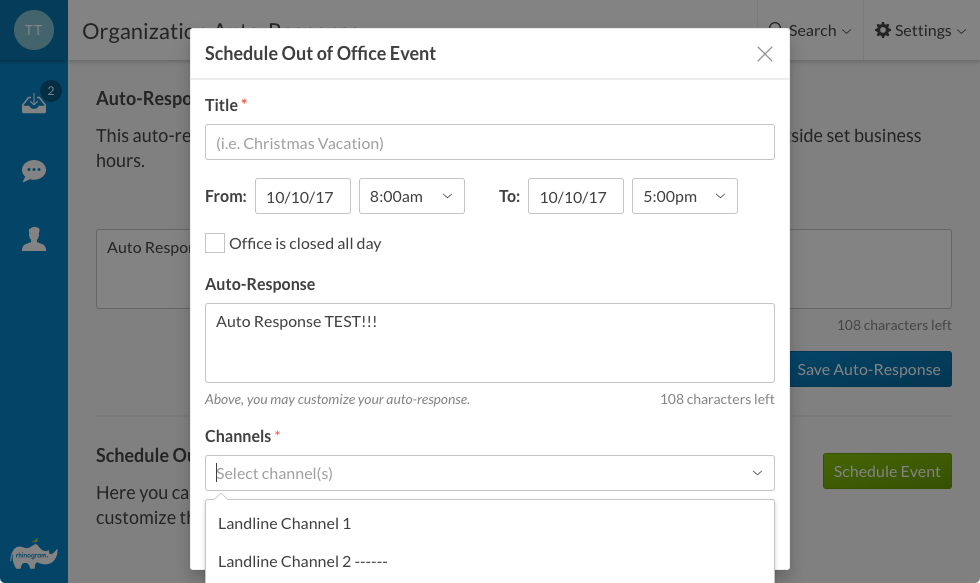 TT
Search
Settings
Schedule Out of Office Event
2
Auto-Respo
Title *
This auto-re
side set business
hours.
(i.e. Christmas Vacation)
From: 10/10/17 8:00am To: 10/10/17 5:00pm
Office is closed all day
Auto Respo
Auto-Response
Auto Response TEST!!!
108 characters left
Save Auto-Response
Above, you may customize your auto-response. 108 characters left
Channels *
Schedule Ou
Select channel(s)
Schedule Event
Here you ca
customize th
Landline Channel 1
Landline Channel 2 ------
rhinogram